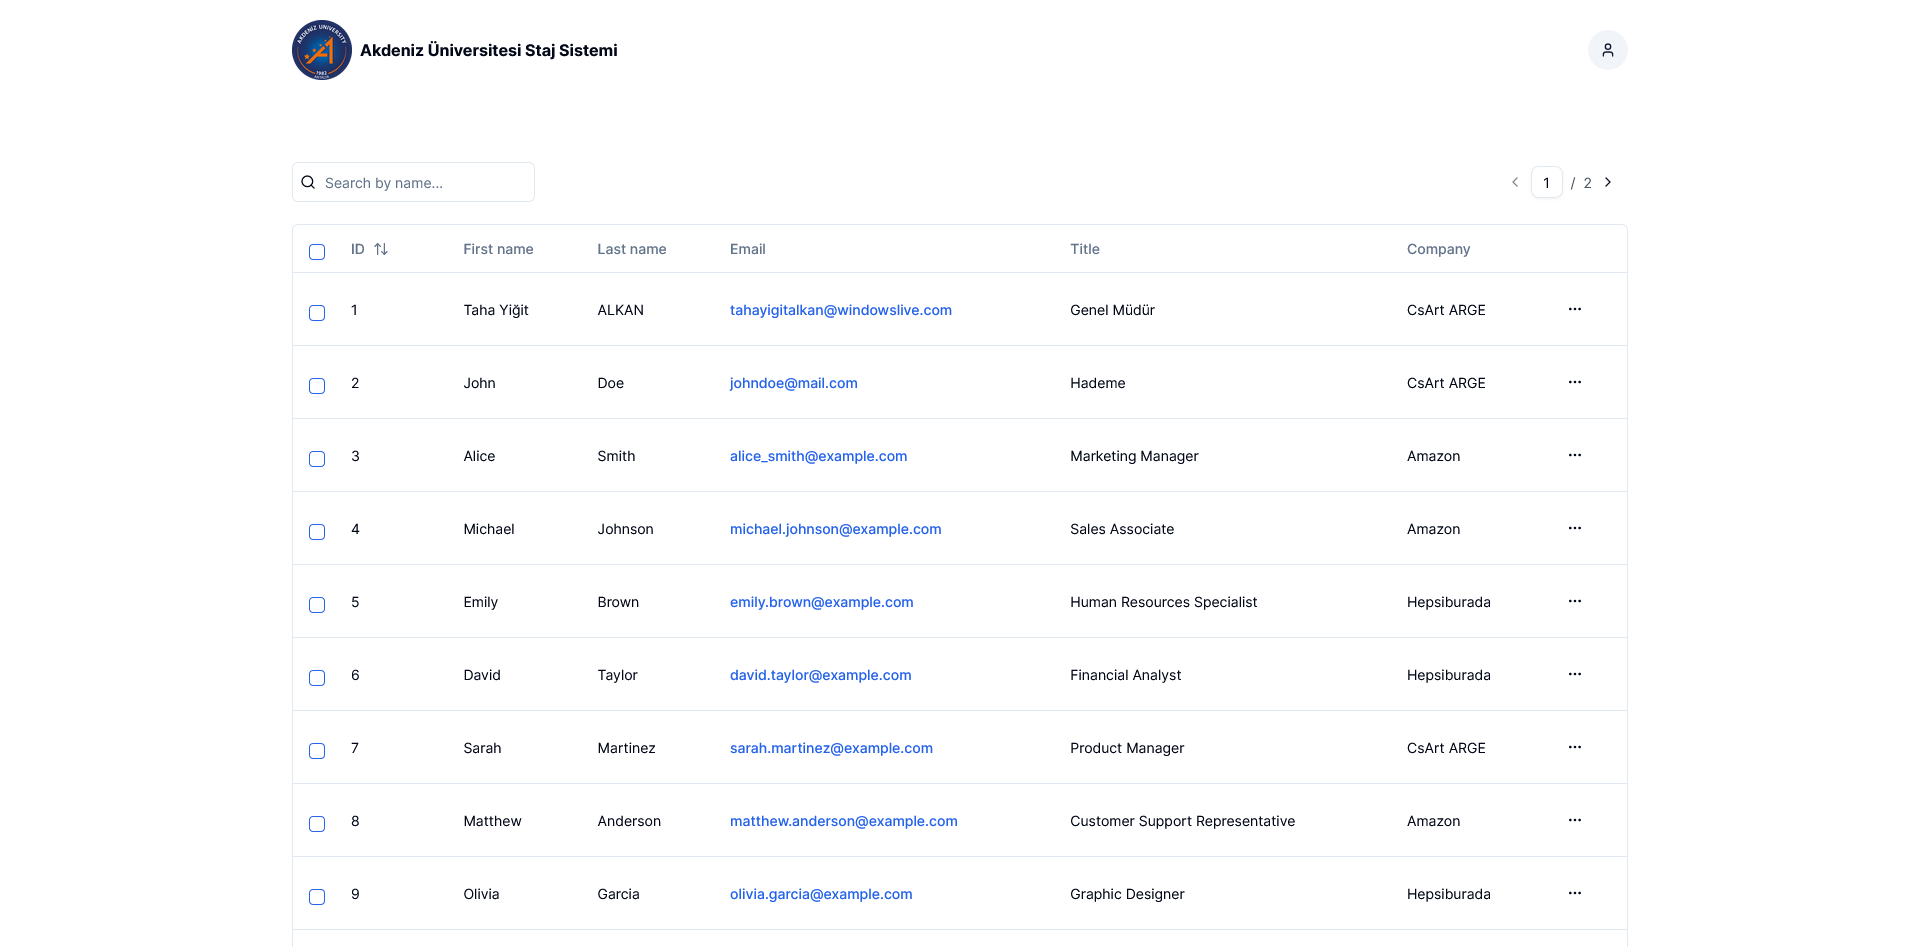 AKDENİZ UNIVERSITY
1982
ANTALYA
Akdeniz Üniversitesi Staj Sistemi
Search by name...
1 / 2
ID First name Last name Email Title Company
1 Taha Yiğit ALKAN tahayigitalkan@windowslive.com Genel Müdür CsArt ARGE ...
2 John Doe johndoe@mail.com Hademe CsArt ARGE ...
3 Alice Smith alice_smith@example.com Marketing Manager Amazon ...
4 Michael Johnson michael.johnson@example.com Sales Associate Amazon ...
5 Emily Brown emily.brown@example.com Human Resources Specialist Hepsiburada ...
6 David Taylor david.taylor@example.com Financial Analyst Hepsiburada ...
7 Sarah Martinez sarah.martinez@example.com Product Manager CsArt ARGE ...
8 Matthew Anderson matthew.anderson@example.com Customer Support Representative Amazon ...
9 Olivia Garcia olivia.garcia@example.com Graphic Designer Hepsiburada ...